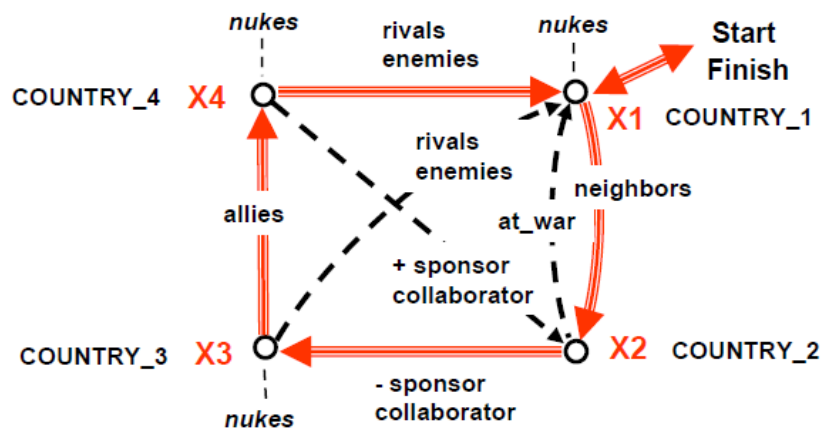 nukes
rivals
enemies
nukes
Start
Finish
COUNTRY_4
X4
X1
COUNTRY_1
rivals
enemies
neighbors
allies
at_war
+ sponsor
collaborator
COUNTRY_3
X3
X2
COUNTRY_2
- sponsor
collaborator
nukes